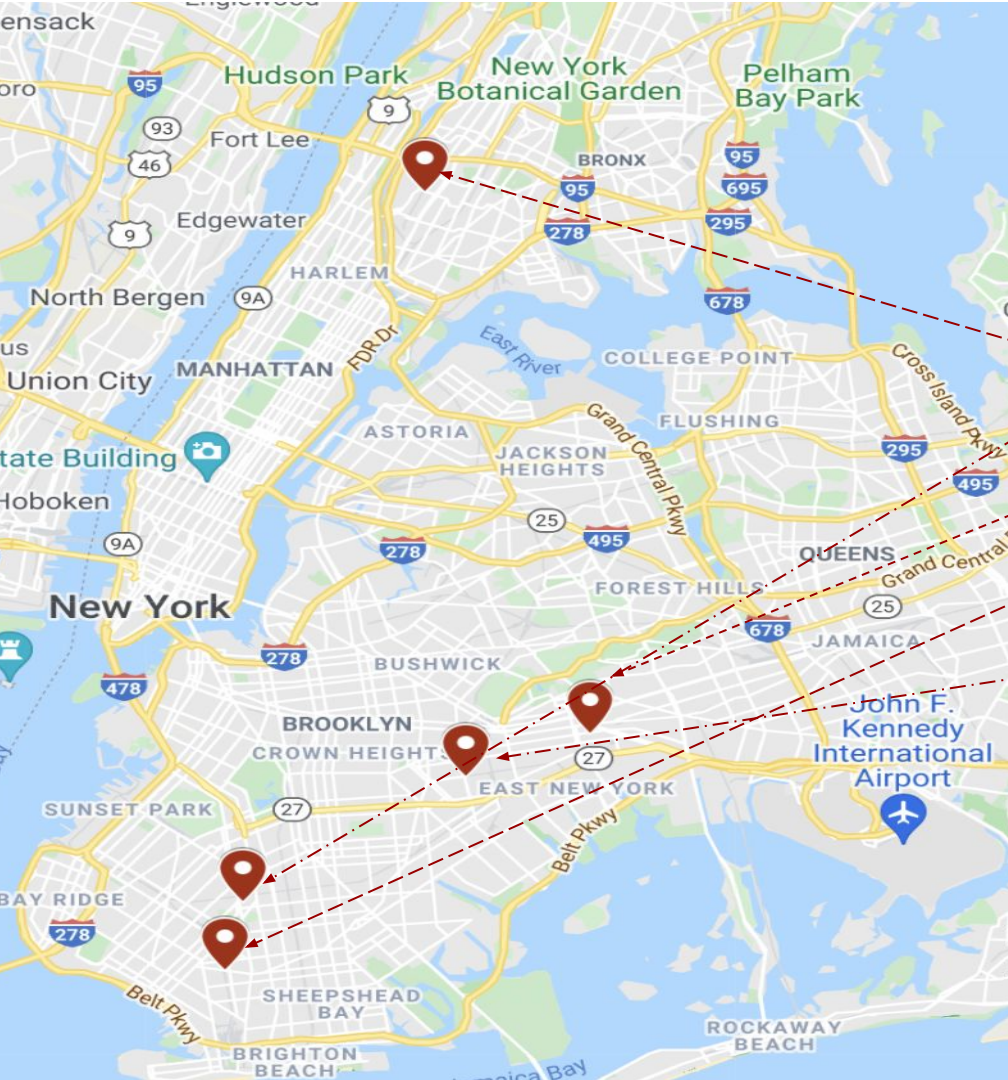 Englewood
ensack
Hudson Park
New York
Botanical Garden
Pelham
Bay Park
95
oro
9
93
Fort Lee
46
BRONX
95
95
695
Edgewater
9
278
295
HARLEM
North Bergen
9A
678
FDR Dr
East River
us
Union City
MANHATTAN
COLLEGE POINT
Cross Island Pkwy
ASTORIA
Grand Central Pkwy
FLUSHING
tate Building
JACKSON
HEIGHTS
295
495
Hoboken
25
9A
278
495
QUEENS
Grand Central
FOREST HILLS
New York
25
678
JAMAICA
278
BUSHWICK
478
BROOKLYN
CROWN HEIGHTS
27
John F.
Kennedy
International
Airport
EAST NEW YORK
SUNSET PARK
27
Belt Pkwy
Bay
BAY RIDGE
278
Belt Pkwy
SHEEPSHEAD
BAY
ROCKAWAY
BEACH
BRIGHTON
BEACH
maica Bay